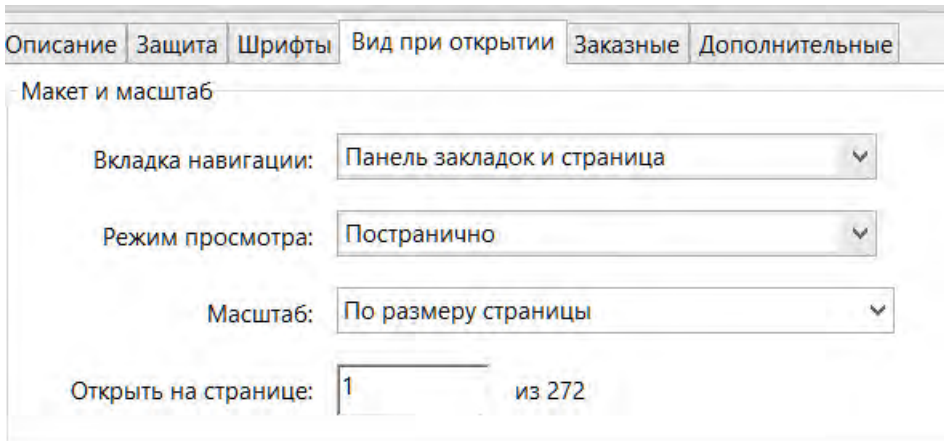 Описание Защита Шрифты Вид при открытии Заказные Дополнительные
Макет и масштаб
Вкладка навигации: Панель закладок и страница
Режим просмотра: Постранично
Масштаб: По размеру страницы
Открыть на странице: 1 из 272